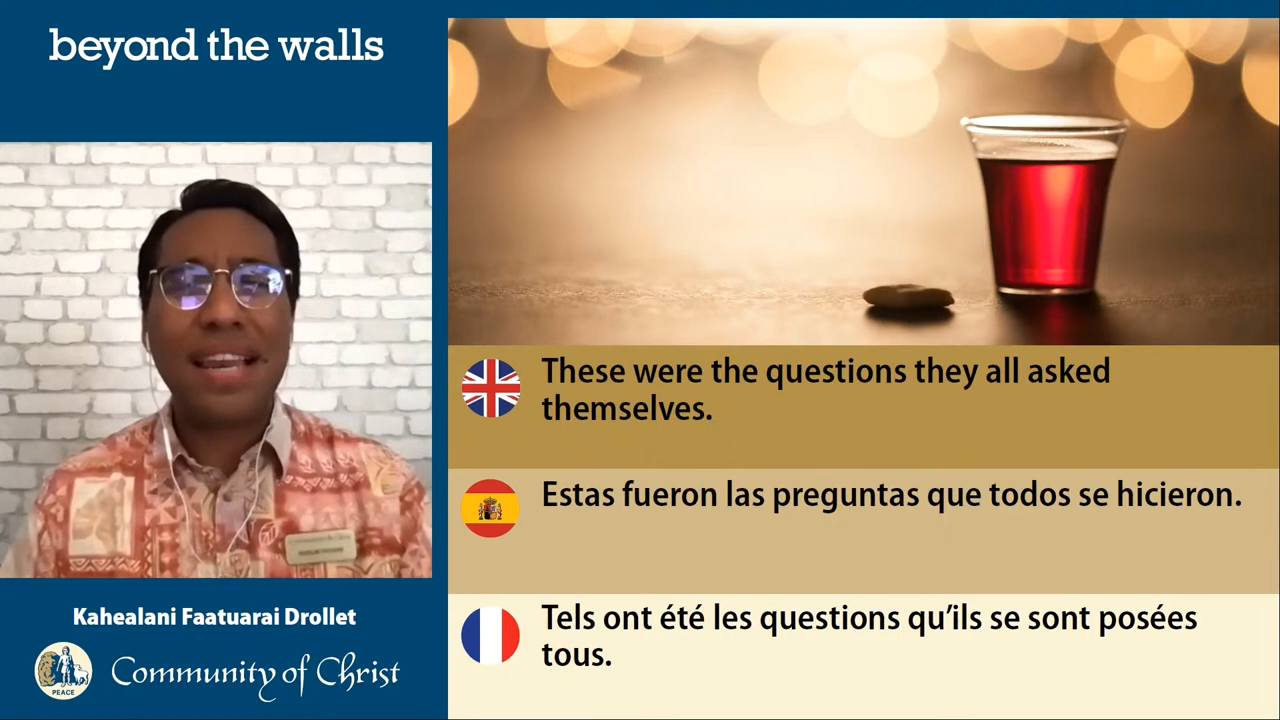 beyond the walls
These were the questions they all asked
themselves.
Estas fueron las preguntas que todos se hicieron.
Tels ont été les questions qu’ils se sont posées
tous.
Kahealani Faatuarai Drollet
PEACE
Community of Christ